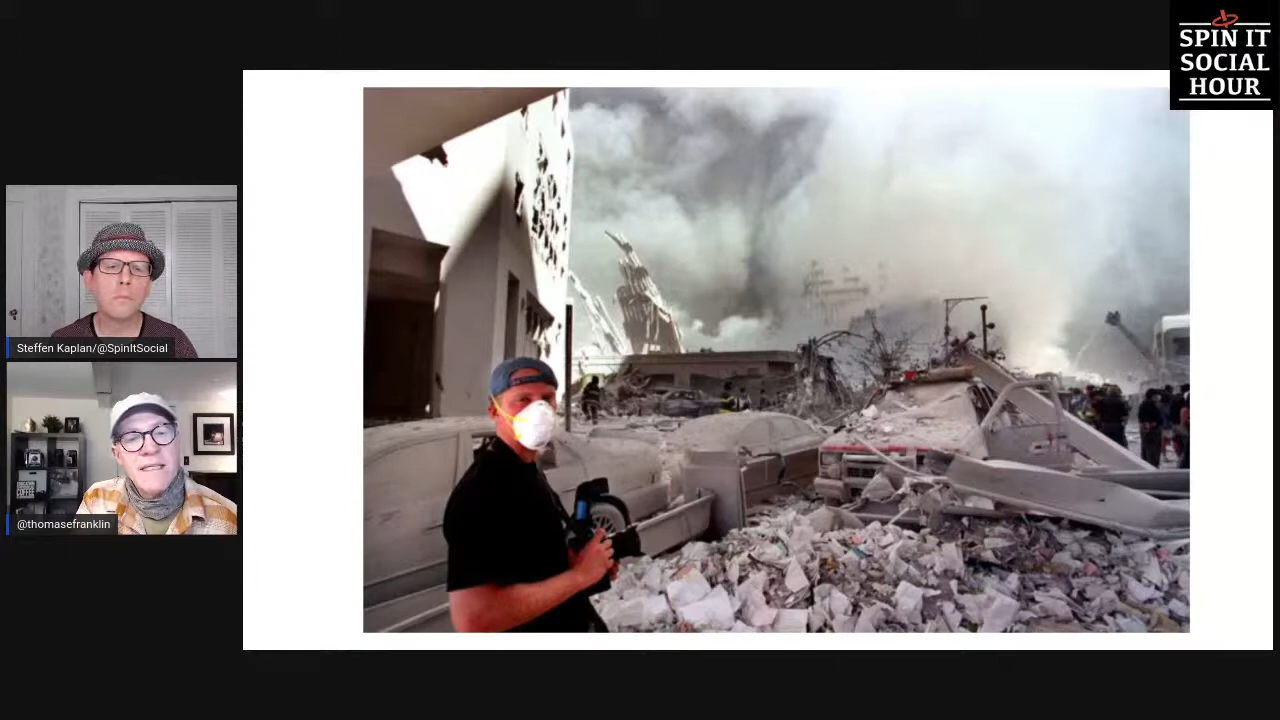 SPIN IT
SOCIAL
HOUR
Steffen Kaplan/@SpinItSocial
@thomasefranklin